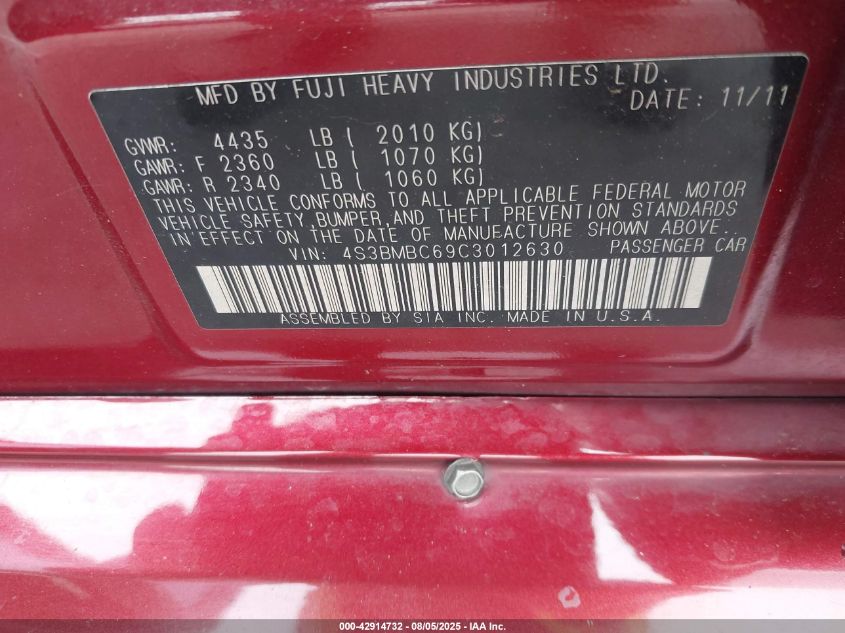 MFD BY FUJI HEAVY INDUSTRIES LTD.
DATE: 11/11
GVWR: 4435 LB ( 2010 KG)
GAWR: F 2360 LB ( 1070 KG)
GAWR: R 2340 LB ( 1060 KG)
THIS VEHICLE CONFORMS TO ALL APPLICABLE FEDERAL MOTOR
VEHICLE SAFETY, BUMPER, AND THEFT PREVENTION STANDARDS
IN EFFECT ON THE DATE OF MANUFACTURE SHOWN ABOVE.
VIN: 4S3BMBC69C3012630 PASSENGER CAR
ASSEMBLED BY SIA INC. MADE IN U.S.A.
000-42914732 - 08/05/2025 - IAA Inc.